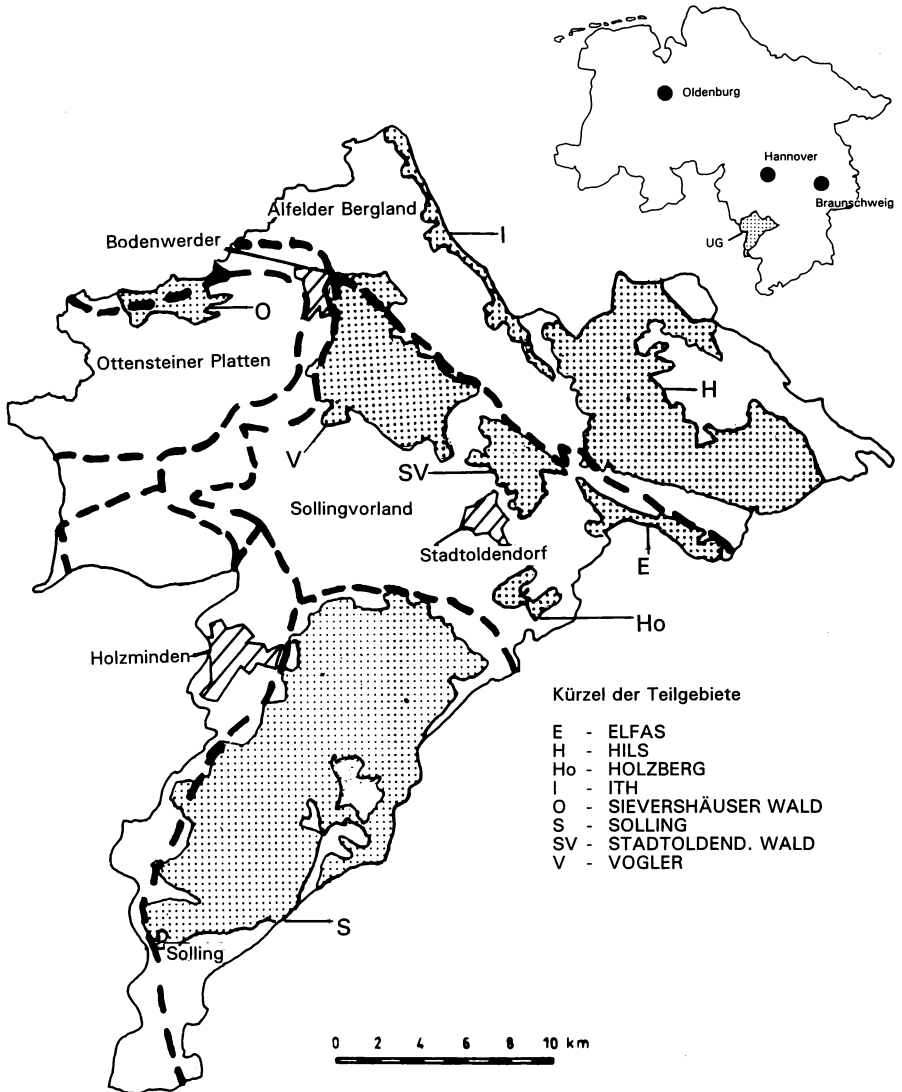 Oldenburg
Hannover
Braunschweig
UG
Alfelder Bergland
I
Bodenwerder
O
Ottensteiner Platten
H
V
SV
Sollingvorland
Stadtoldendorf
E
Ho
Holzminden
Kürzel der Teilgebiete
E - ELFAS
H - HILS
Ho - HOLZBERG
I - ITH
O - SIEVERSHÄUSER WALD
S - SOLLING
SV - STADTOLDEND. WALD
V - VOGLER
S
Solling
0 2 4 6 8 10 km